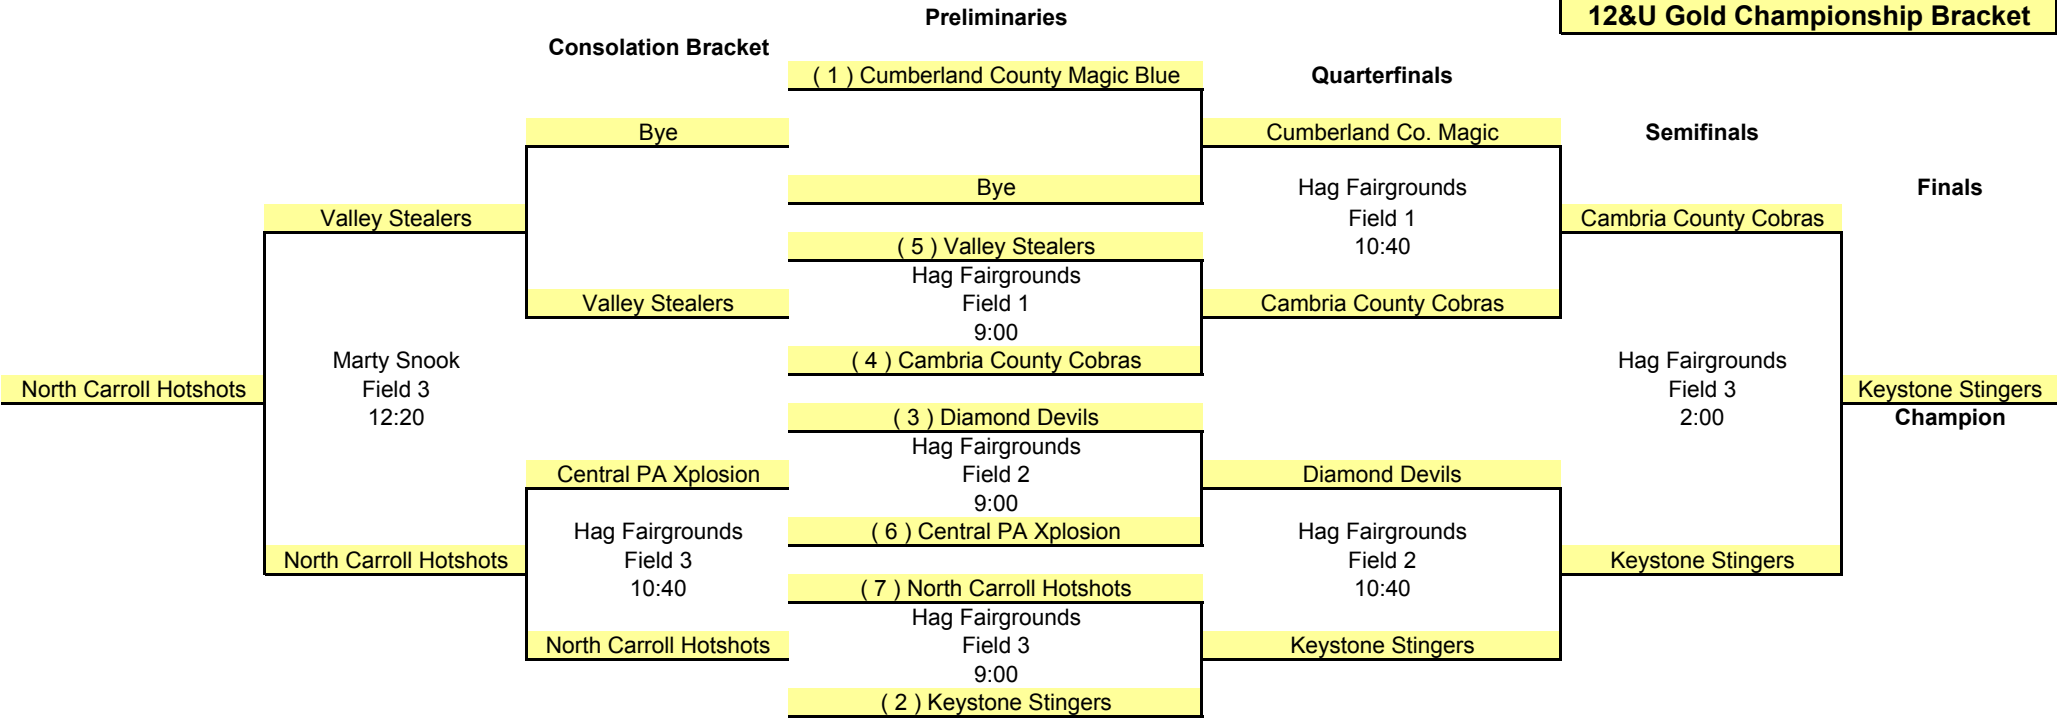 Preliminaries
12&U Gold Championship Bracket
Consolation Bracket
( 1 ) Cumberland County Magic Blue
Quarterfinals
Bye
Cumberland Co. Magic
Semifinals
Bye
Hag Fairgrounds
Finals
Valley Stealers
Field 1
Cambria County Cobras
( 5 ) Valley Stealers
10:40
Hag Fairgrounds
Valley Stealers
Field 1
Cambria County Cobras
9:00
Marty Snook
( 4 ) Cambria County Cobras
Hag Fairgrounds
North Carroll Hotshots
Field 3
Field 3
Keystone Stingers
12:20
( 3 ) Diamond Devils
2:00
Champion
Hag Fairgrounds
Central PA Xplosion
Field 2
Diamond Devils
9:00
Hag Fairgrounds
( 6 ) Central PA Xplosion
Hag Fairgrounds
North Carroll Hotshots
Field 3
Field 2
Keystone Stingers
10:40
( 7 ) North Carroll Hotshots
10:40
Hag Fairgrounds
North Carroll Hotshots
Field 3
Keystone Stingers
9:00
( 2 ) Keystone Stingers